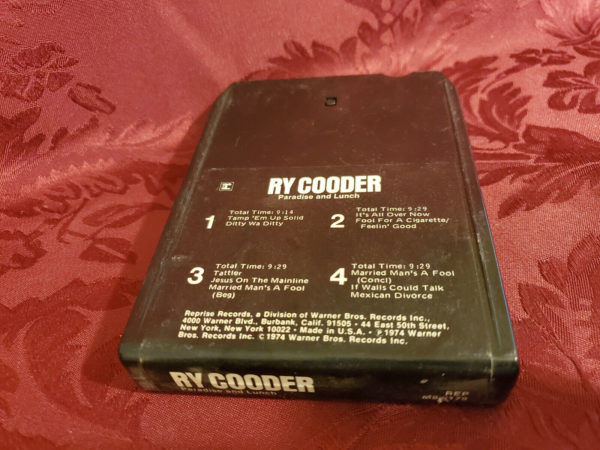 RY COODER
Paradise and Lunch
1
Total Time: 9:14
Tamp 'Em Up Solid
Ditty Wa Ditty
2
Total Time: 9:29
It's All Over Now
Fool For A Cigarette/
Feelin' Good
3
Total Time: 9:29
Tattler
Jesus On The Mainline
Married Man's A Fool
(Beg)
4
Total Time: 9:29
Married Man's A Fool
(Concl)
If Walls Could Talk
Mexican Divorce
Reprise Records, a Division of Warner Bros. Records Inc.,
4000 Warner Blvd., Burbank, Calif. 91505 • 44 East 50th Street,
New York, New York 10022 • Made in U.S.A. • ℗ 1974 Warner
Bros. Records Inc. © 1974 Warner Bros. Records Inc.
RY COODER
Paradise and Lunch
REP